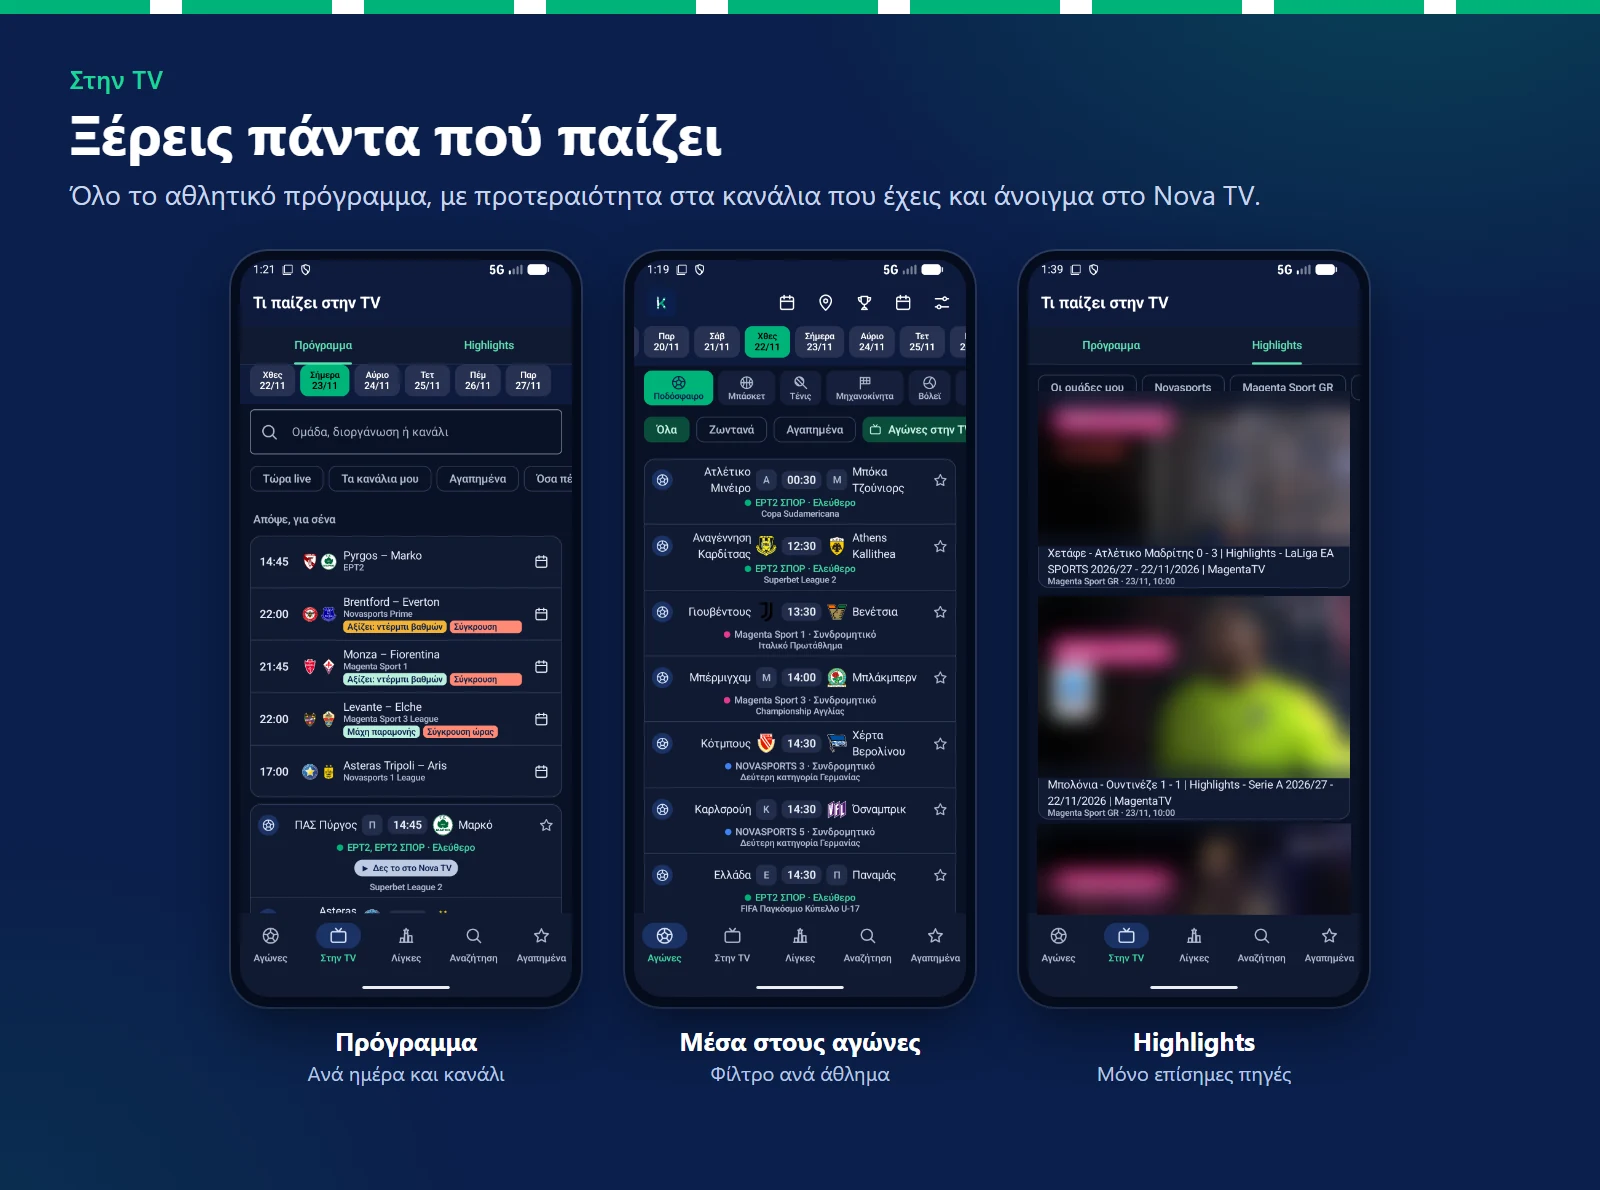 Στην TV
Ξέρεις πάντα πού παίζει
Όλο το αθλητικό πρόγραμμα, με προτεραιότητα στα κανάλια που έχεις και άνοιγμα στο Nova TV.
1:21
5G
Τι παίζει στην TV
Πρόγραμμα
Highlights
Χθες
22/11
Σήμερα
23/11
Αύριο
24/11
Τετ
25/11
Πέμ
26/11
Παρ
27/11
Ομάδα, διοργάνωση ή κανάλι
Τώρα live
Τα κανάλια μου
Αγαπημένα
Όσα πέ
Απόψε, για σένα
14:45
Pyrgos – Marko
ΕΡΤ2
22:00
Brentford – Everton
Novasports Prime
Αξίζει: ντέρμπι βαθμών
Σύγκρουση
21:45
Monza – Fiorentina
Magenta Sport 1
Αξίζει: ντέρμπι βαθμών
Σύγκρουση
22:00
Levante – Elche
Magenta Sport 3 League
Μάχη παραμονής
Σύγκρουση ώρας
17:00
Asteras Tripoli – Aris
Novasports 1 League
ΠΑΣ Πύργος Π 14:45 Μαρκό
ΕΡΤ2, ΕΡΤ2 ΣΠΟΡ · Ελεύθερο
Δες το στο Nova TV
Superbet League 2
Asteras
Αγώνες
Στην TV
Λίγκες
Αναζήτηση
Αγαπημένα
Πρόγραμμα
Ανά ημέρα και κανάλι
1:19
5G
Παρ
20/11
Σάβ
21/11
Χθες
22/11
Σήμερα
23/11
Αύριο
24/11
Τετ
25/11
2
Ποδόσφαιρο
Μπάσκετ
Τένις
Μηχανοκίνητα
Βόλεϊ
Όλα
Ζωντανά
Αγαπημένα
Αγώνες στην TV
Ατλέτικο Μινέιρο A 00:30 M Μπόκα Τζούνιορς
ΕΡΤ2 ΣΠΟΡ · Ελεύθερο
Copa Sudamericana
Αναγέννηση Καρδίτσας 12:30 Athens Kallithea
ΕΡΤ2 ΣΠΟΡ · Ελεύθερο
Superbet League 2
Γιουβέντους 13:30 Βενέτσια
Magenta Sport 1 · Συνδρομητικό
Ιταλικό Πρωτάθλημα
Μπέρμιγχαμ M 14:00 Μπλάκμπερν
Magenta Sport 3 · Συνδρομητικό
Championship Αγγλίας
Κότμπους 14:30 Χέρτα Βερολίνου
NOVASPORTS 3 · Συνδρομητικό
Δεύτερη κατηγορία Γερμανίας
Καρλσρούη K 14:30 Όσναμπρικ
NOVASPORTS 5 · Συνδρομητικό
Δεύτερη κατηγορία Γερμανίας
Ελλάδα E 14:30 Π Παναμάς
ΕΡΤ2 ΣΠΟΡ · Ελεύθερο
FIFA Παγκόσμιο Κύπελλο U-17
Αγώνες
Στην TV
Λίγκες
Αναζήτηση
Αγαπημένα
Μέσα στους αγώνες
Φίλτρο ανά άθλημα
1:39
5G
Τι παίζει στην TV
Πρόγραμμα
Highlights
Οι ομάδες μου
Novasports
Magenta Sport GR
Χετάφε - Ατλέτικο Μαδρίτης 0 - 3 | Highlights - LaLiga EA
SPORTS 2026/27 - 22/11/2026 | MagentaTV
Magenta Sport GR · 23/11, 10:00
Μπολόνια - Ουντινέζε 1 - 1 | Highlights - Serie A 2026/27 -
22/11/2026 | MagentaTV
Magenta Sport GR · 23/11, 10:00
Αγώνες
Στην TV
Λίγκες
Αναζήτηση
Αγαπημένα
Highlights
Μόνο επίσημες πηγές